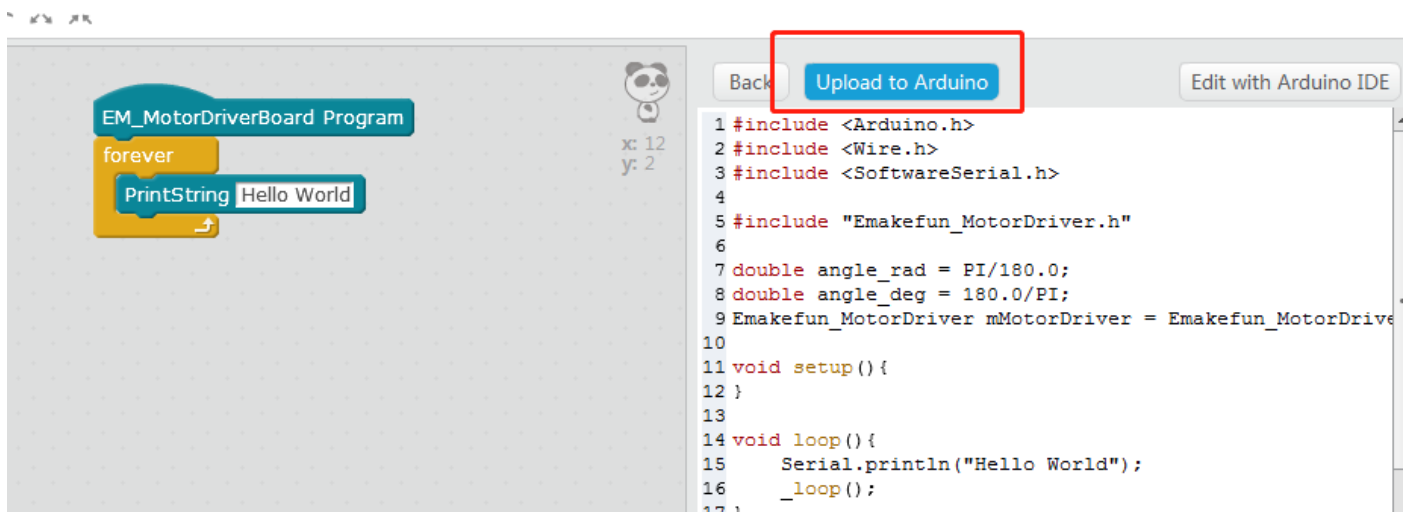 EM_MotorDriverBoard Program
forever
PrintString Hello World
x: 12
y: 2
Back
Upload to Arduino
Edit with Arduino IDE
1 #include <Arduino.h>
2 #include <Wire.h>
3 #include <SoftwareSerial.h>
4
5 #include "Emakefun_MotorDriver.h"
6
7 double angle_rad = PI/180.0;
8 double angle_deg = 180.0/PI;
9 Emakefun_MotorDriver mMotorDriver = Emakefun_MotorDrive
10
11 void setup(){
12 }
13
14 void loop(){
15 Serial.println("Hello World");
16 _loop();
17 }